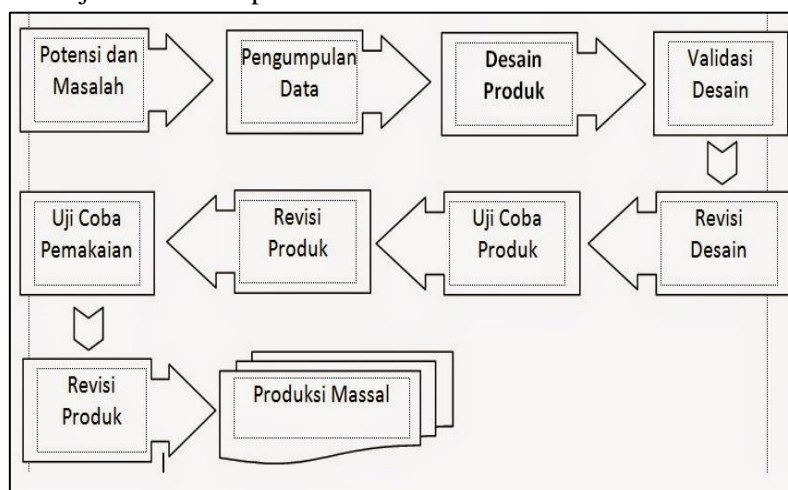 Potensi dan
Masalah
Pengumpulan
Data
Desain
Produk
Validasi
Desain
Revisi
Desain
Uji Coba
Produk
Revisi
Produk
Uji Coba
Pemakaian
Revisi
Produk
Produksi Massal